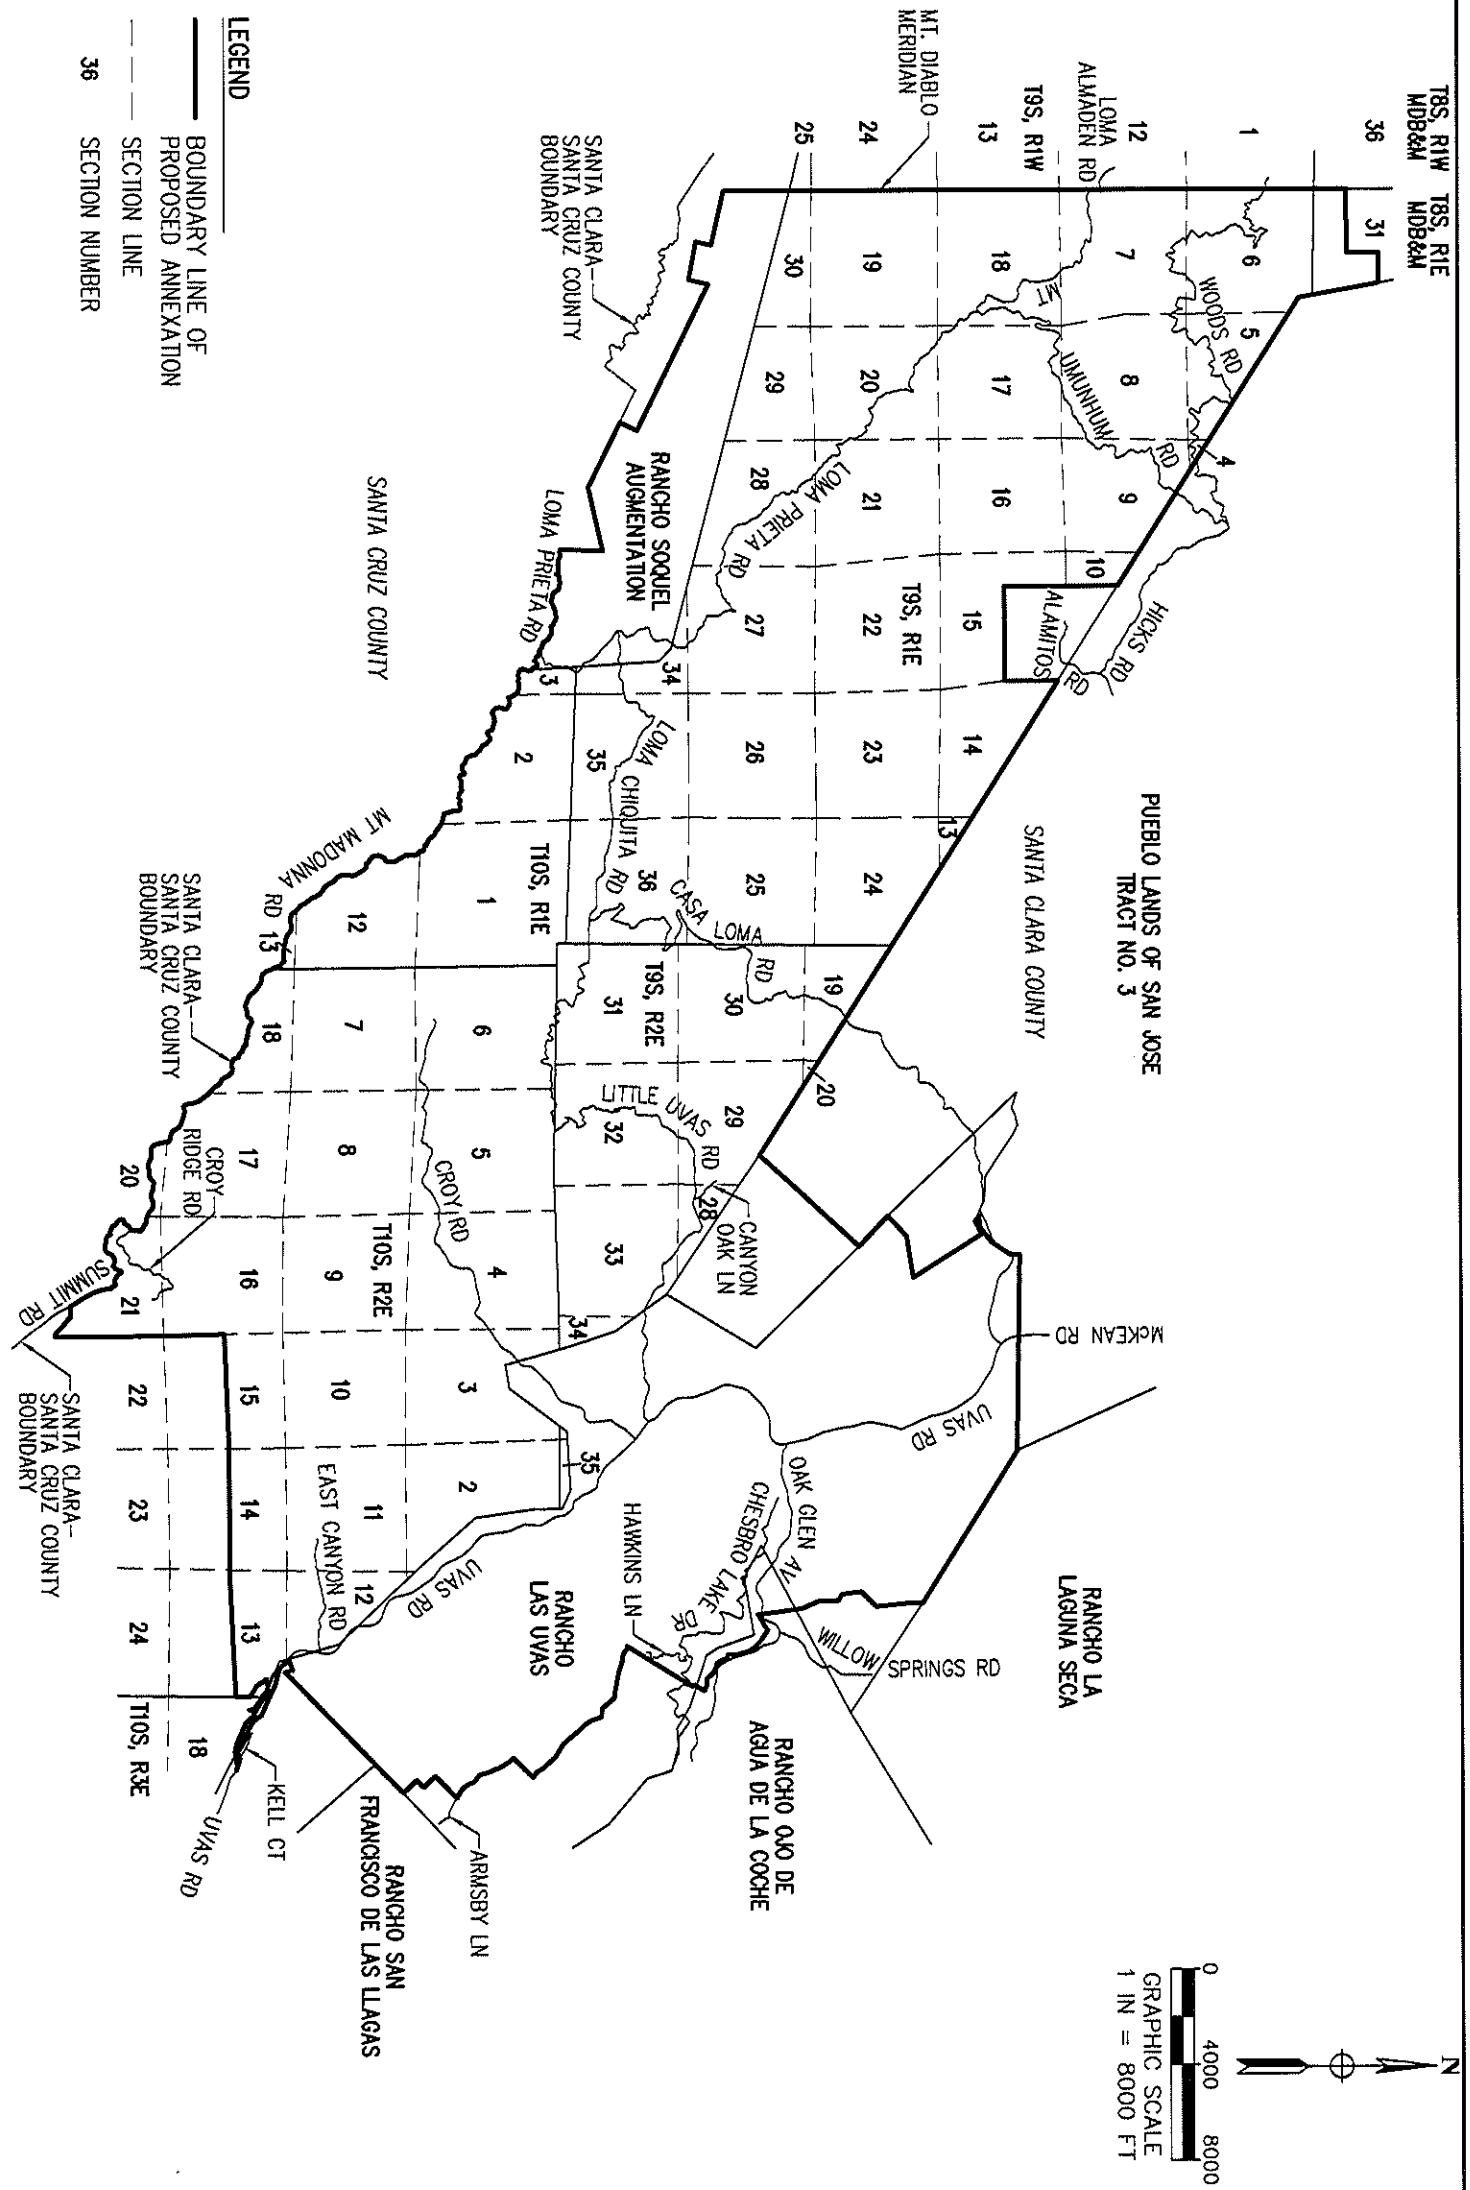 T8S, R1W
MDB&M
T8S, R1E
MDB&M
36
31
1
6
WOODS RD
5
4
LOMA
ALMADEN RD
12
7
8
9
10
MT
UMUNHUM
RD
HICKS RD
ALAMITOS
RD
T9S, R1W
13
18
17
16
15
14
13
MT. DIABLO
MERIDIAN
24
19
20
21
22
23
24
T9S, R1E
25
30
29
28
27
26
25
LOMA PRIETA RD
SANTA CLARA-
SANTA CRUZ COUNTY
BOUNDARY
RANCHO SOQUEL
AUGMENTATION
34
35
36
LOMA CHIQUITA RD
CASA LOMA
RD
LOMA PRIETA RD
SANTA CRUZ COUNTY
PUEBLO LANDS OF SAN JOSE
TRACT NO. 3
SANTA CLARA COUNTY
19
20
T9S, R2E
30
29
28
31
32
33
34
35
LITTLE UVAS RD
CANYON
OAK LN
McKEAN RD
UVAS RD
OAK GLEN AV
CHESBRO LAKE DR
HAWKINS LN
WILLOW SPRINGS RD
RANCHO LA
LAGUNA SECA
RANCHO OJO DE
AGUA DE LA COCHE
RANCHO
LAS UVAS
3
2
1
T10S, R1E
6
5
4
3
2
CROY RD
MT MADONNA
RD
12
7
8
9
10
11
12
T10S, R2E
EAST CANYON RD
UVAS RD
13
18
17
16
15
14
13
SANTA CLARA-
SANTA CRUZ COUNTY
BOUNDARY
CROY
RIDGE RD
20
21
22
23
24
18
T10S, R3E
SUMMIT RD
SANTA CLARA-
SANTA CRUZ COUNTY
BOUNDARY
KELL CT
UVAS RD
ARMSBY LN
RANCHO SAN
FRANCISCO DE LAS LLAGAS
LEGEND
BOUNDARY LINE OF
PROPOSED ANNEXATION
SECTION LINE
36 SECTION NUMBER
N
0 4000 8000
GRAPHIC SCALE
1 IN = 8000 FT